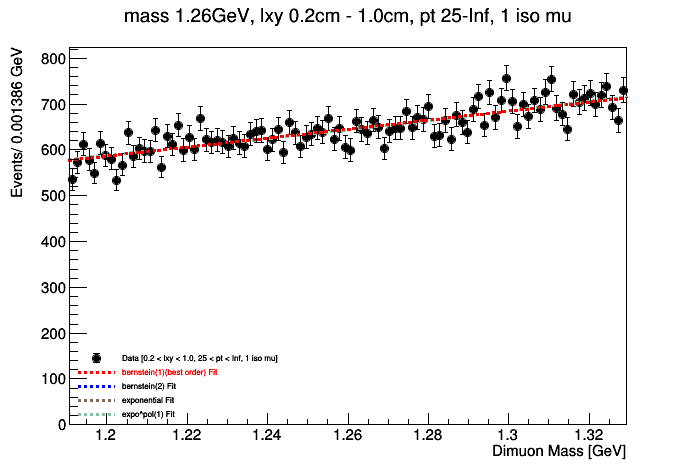 mass 1.26GeV, lxy 0.2cm - 1.0cm, pt 25-Inf, 1 iso mu
Events/ 0.001386 GeV
800
700
600
500
400
300
200
100
0
Data [0.2 < lxy < 1.0, 25 < pt < Inf, 1 iso mu]
bernstein(1)(best order) Fit
bernstein(2) Fit
exponential Fit
expo*pol(1) Fit
1.2 1.22 1.24 1.26 1.28 1.3 1.32
Dimuon Mass [GeV]